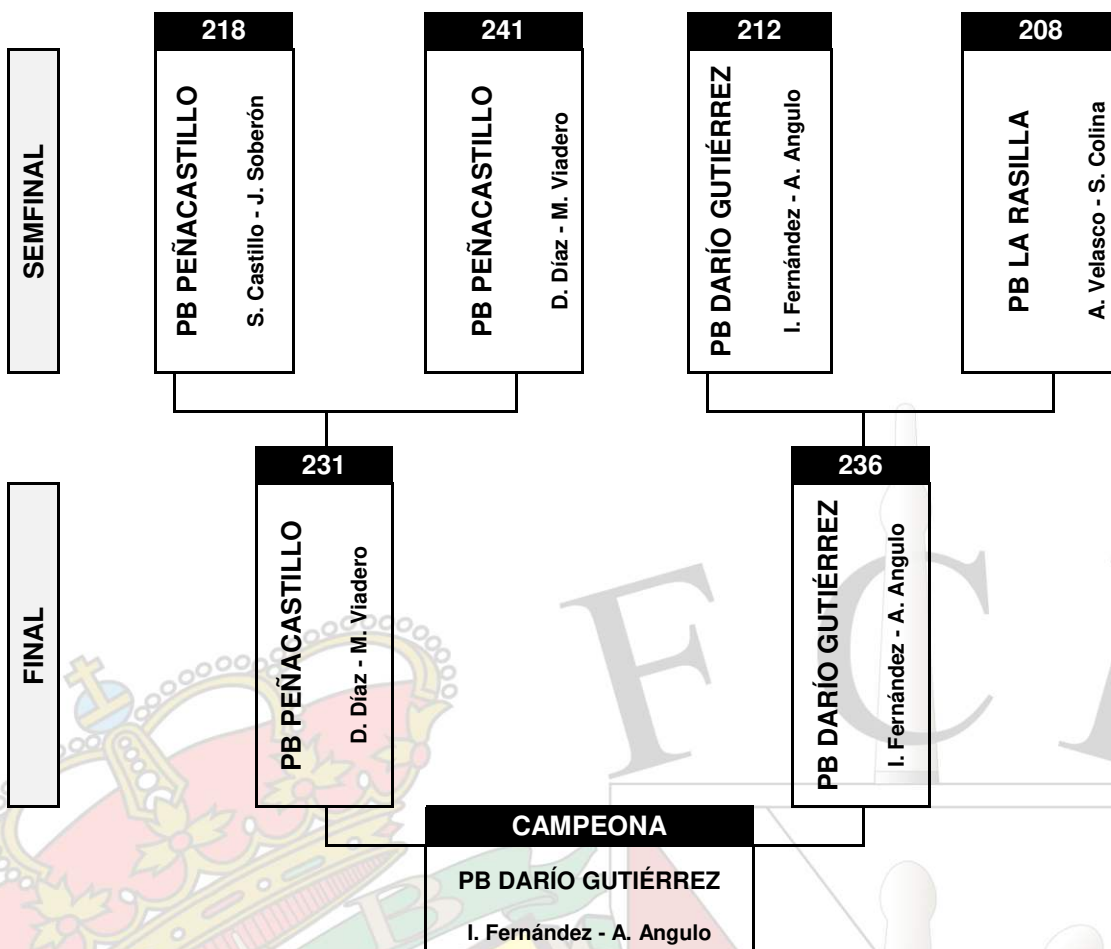 218
241
212
208
SEMFINAL
PB PEÑACASTILLO
S. Castillo - J. Soberón
PB PEÑACASTILLO
D. Díaz - M. Viadero
PB DARÍO GUTIÉRREZ
I. Fernández - A. Angulo
PB LA RASILLA
A. Velasco - S. Colina
231
236
FINAL
PB PEÑACASTILLO
D. Díaz - M. Viadero
PB DARÍO GUTIÉRREZ
I. Fernández - A. Angulo
F C
CAMPEONA
PB DARÍO GUTIÉRREZ
I. Fernández - A. Angulo